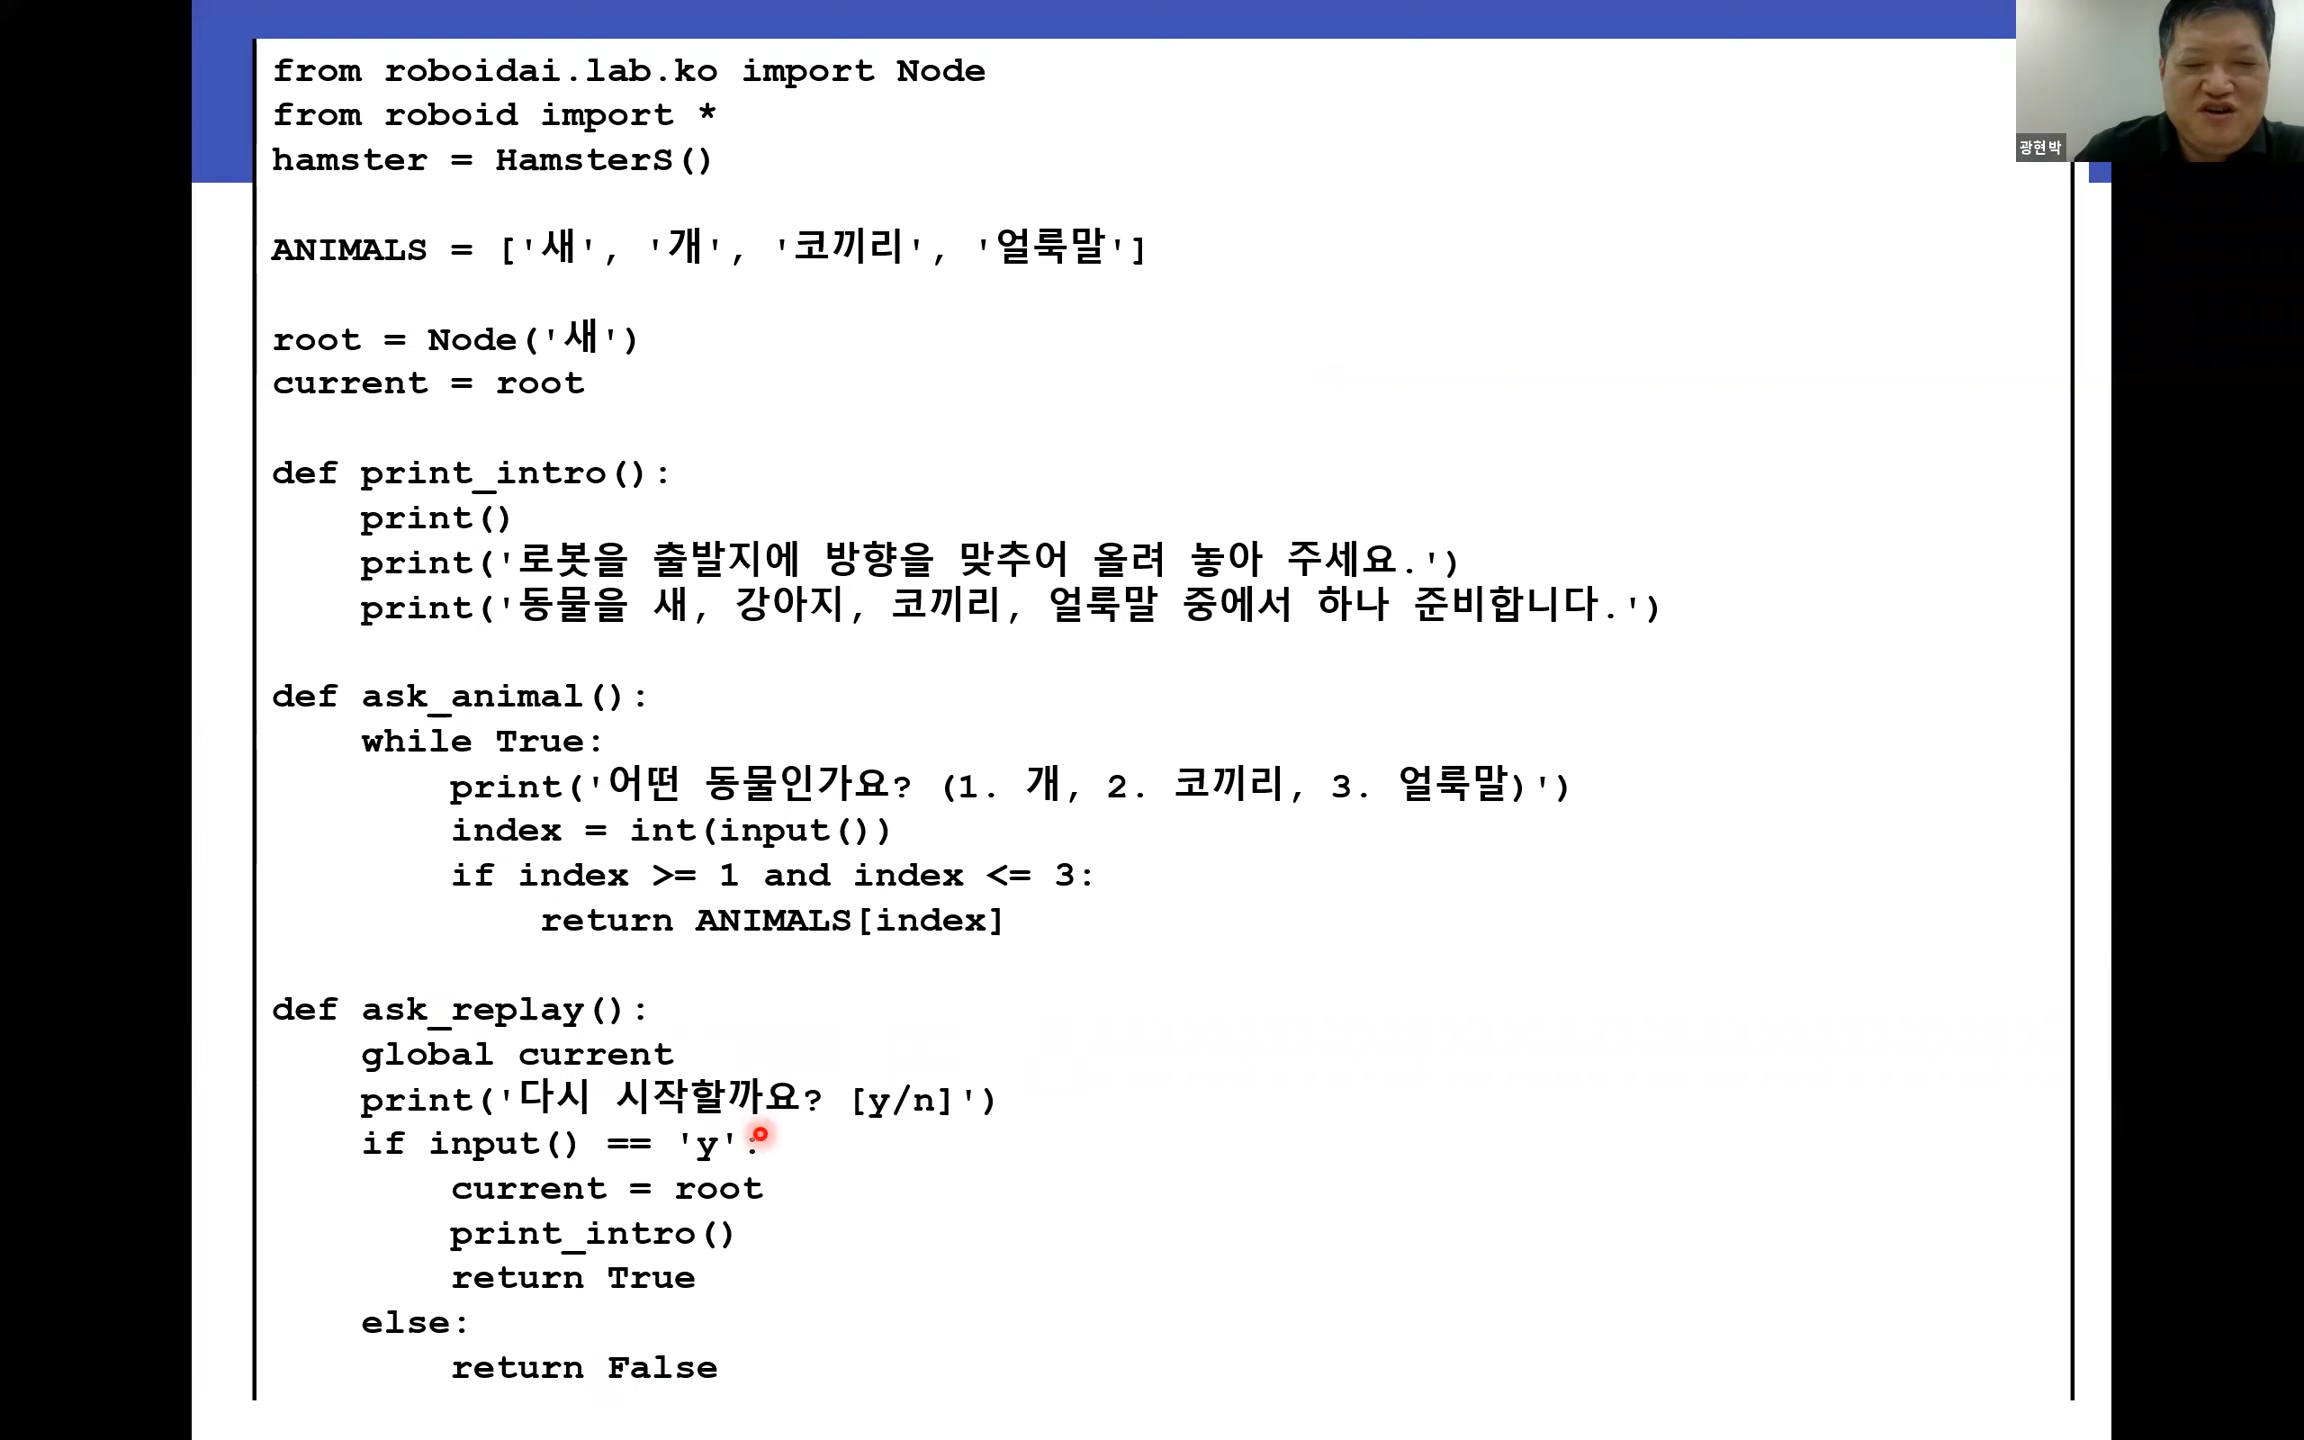 from roboidai.lab.ko import Node
from roboid import *
hamster = HamsterS()
ANIMALS = ['새', '개', '코끼리', '얼룩말']
root = Node('새')
current = root
def print_intro():
    print()
    print('로봇을 출발지에 방향을 맞추어 올려 놓아 주세요.')
    print('동물을 새, 강아지, 코끼리, 얼룩말 중에서 하나 준비합니다.')
def ask_animal():
    while True:
        print('어떤 동물인가요? (1. 개, 2. 코끼리, 3. 얼룩말)')
        index = int(input())
        if index >= 1 and index <= 3:
            return ANIMALS[index]
def ask_replay():
    global current
    print('다시 시작할까요? [y/n]')
    if input() == 'y':
        current = root
        print_intro()
        return True
    else:
        return False
광현박